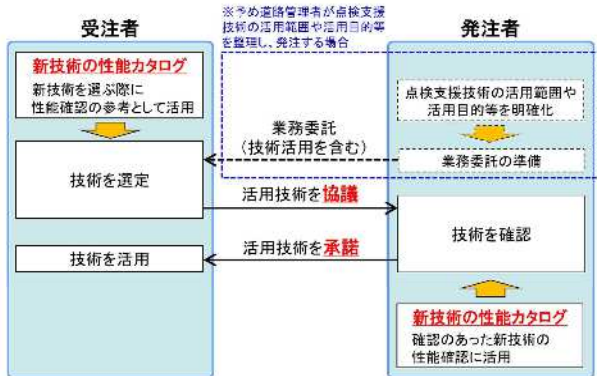 ※予め道路管理者が点検支援
技術の活用範囲や活用目的等
を整理し、発注する場合
受注者
発注者
新技術の性能カタログ
新技術を選ぶ際に
性能確認の参考として活用
点検支援技術の活用範囲や
活用目的等を明確化
業務委託
(技術活用を含む)
業務委託の準備
技術を選定
活用技術を協議
技術を確認
活用技術を承諾
技術を活用
新技術の性能カタログ
確認のあった新技術の
性能確認に活用